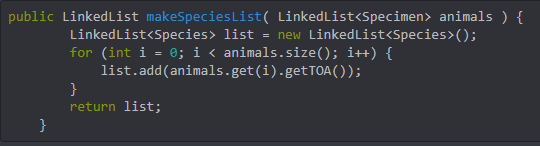 public LinkedList makeSpeciesList( LinkedList<Specimen> animals ) {
        LinkedList<Species> list = new LinkedList<Species>();
        for (int i = 0; i < animals.size(); i++) {
            list.add(animals.get(i).getTOA());
        }
        return list;
    }